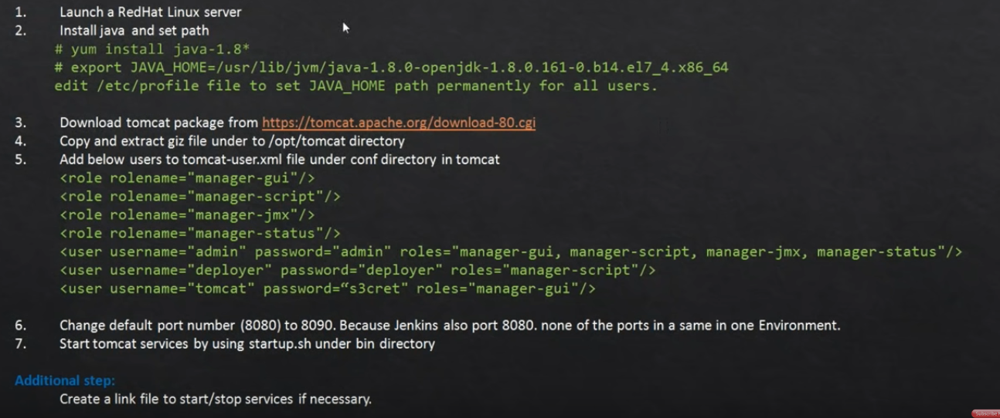 1. Launch a RedHat Linux server
2. Install java and set path
# yum install java-1.8*
# export JAVA_HOME=/usr/lib/jvm/java-1.8.0-openjdk-1.8.0.161-0.b14.el7_4.x86_64
edit /etc/profile file to set JAVA_HOME path permanently for all users.
3. Download tomcat package from https://tomcat.apache.org/download-80.cgi
4. Copy and extract giz file under to /opt/tomcat directory
5. Add below users to tomcat-user.xml file under conf directory in tomcat
<role rolename="manager-gui"/>
<role rolename="manager-script"/>
<role rolename="manager-jmx"/>
<role rolename="manager-status"/>
<user username="admin" password="admin" roles="manager-gui, manager-script, manager-jmx, manager-status"/>
<user username="deployer" password="deployer" roles="manager-script"/>
<user username="tomcat" password=“s3cret" roles="manager-gui"/>
6. Change default port number (8080) to 8090. Because Jenkins also port 8080. none of the ports in a same in one Environment.
7. Start tomcat services by using startup.sh under bin directory
Additional step:
Create a link file to start/stop services if necessary.
Subscribe